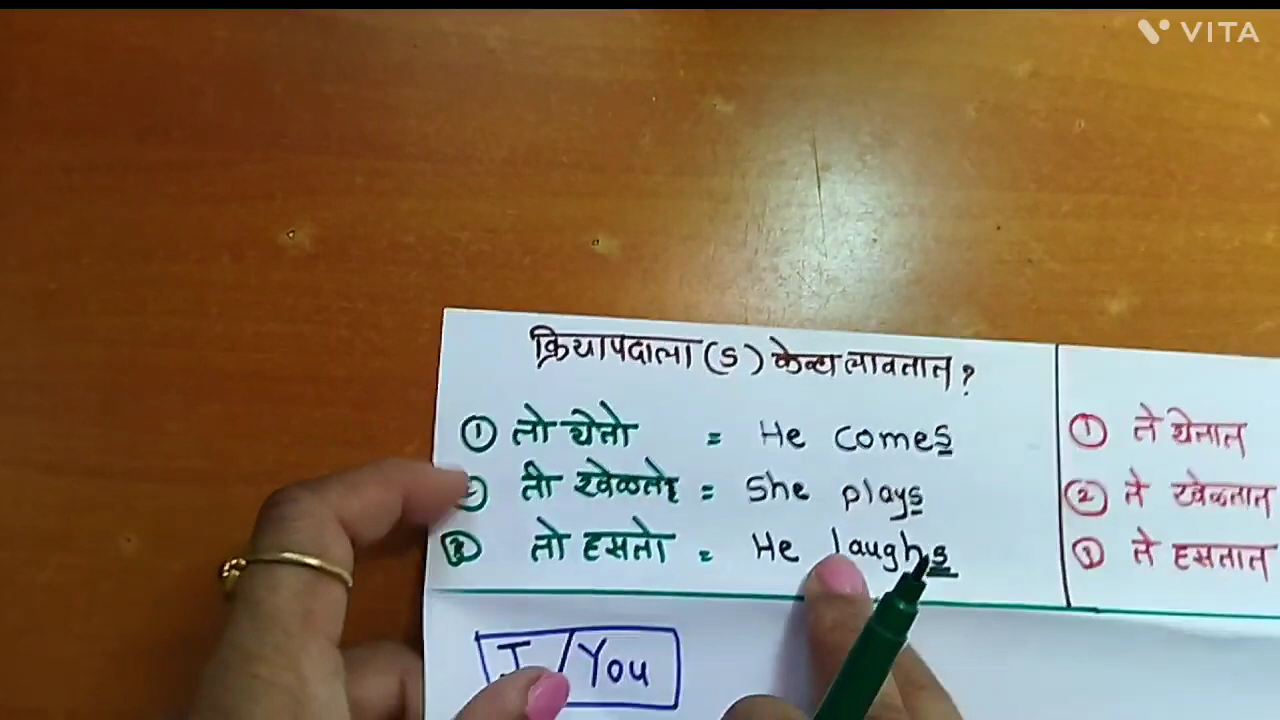 VITA
क्रियापदाला (s) केव्हा लावतात?
① तो येतो = He comes
② ती खेळते = She plays
③ तो हसतो = He laughs
① ते येतात
② ते खेळतात
③ ते हसतात
I / You